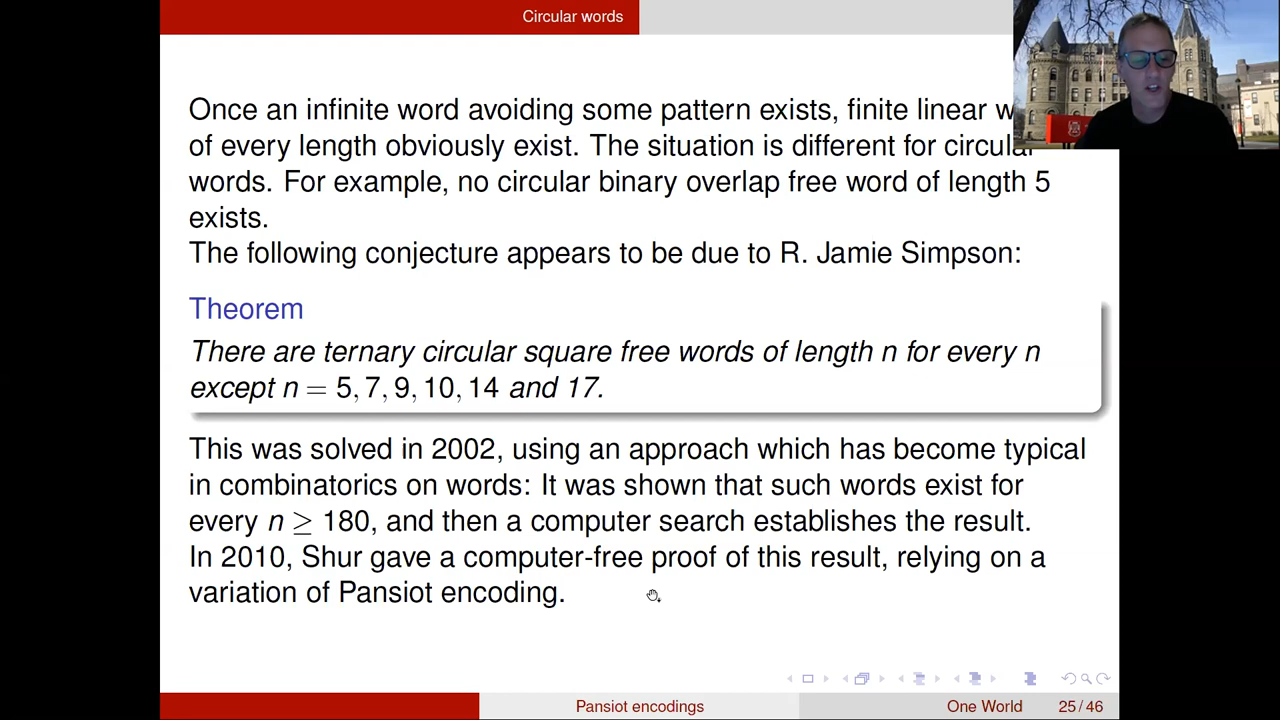 Circular words
Once an infinite word avoiding some pattern exists, finite linear
of every length obviously exist. The situation is different for circular
words. For example, no circular binary overlap free word of length 5
exists.
The following conjecture appears to be due to R. Jamie Simpson:
Theorem
There are ternary circular square free words of length n for every n
except n = 5, 7, 9, 10, 14 and 17.
This was solved in 2002, using an approach which has become typical
in combinatorics on words: It was shown that such words exist for
every n ≥ 180, and then a computer search establishes the result.
In 2010, Shur gave a computer-free proof of this result, relying on a
variation of Pansiot encoding.
Pansiot encodings
One World
25 / 46